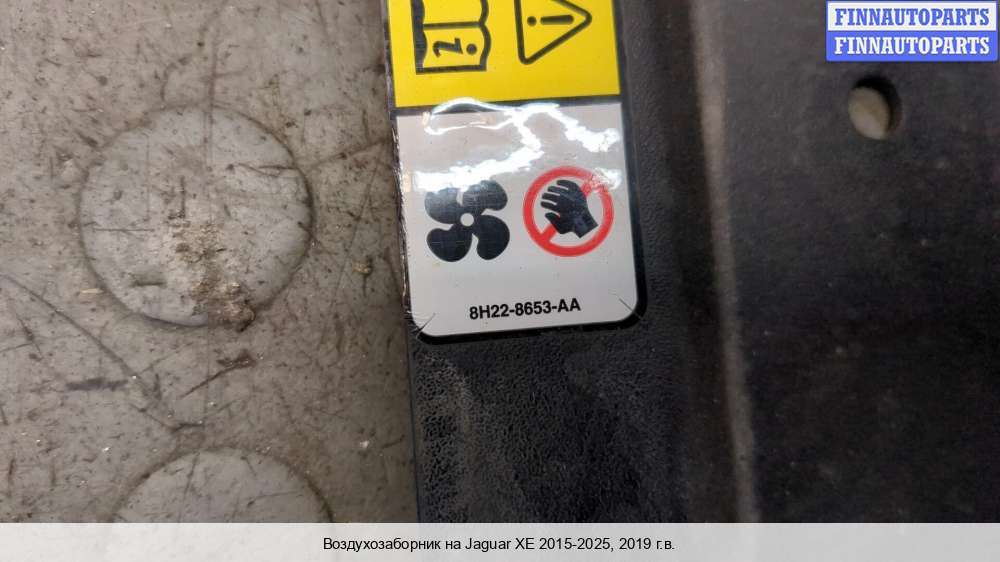 FINNAUTOPARTS
FINNAUTOPARTS
8H22-8653-AA
Воздухозаборник на Jaguar XE 2015-2025, 2019 г.в.